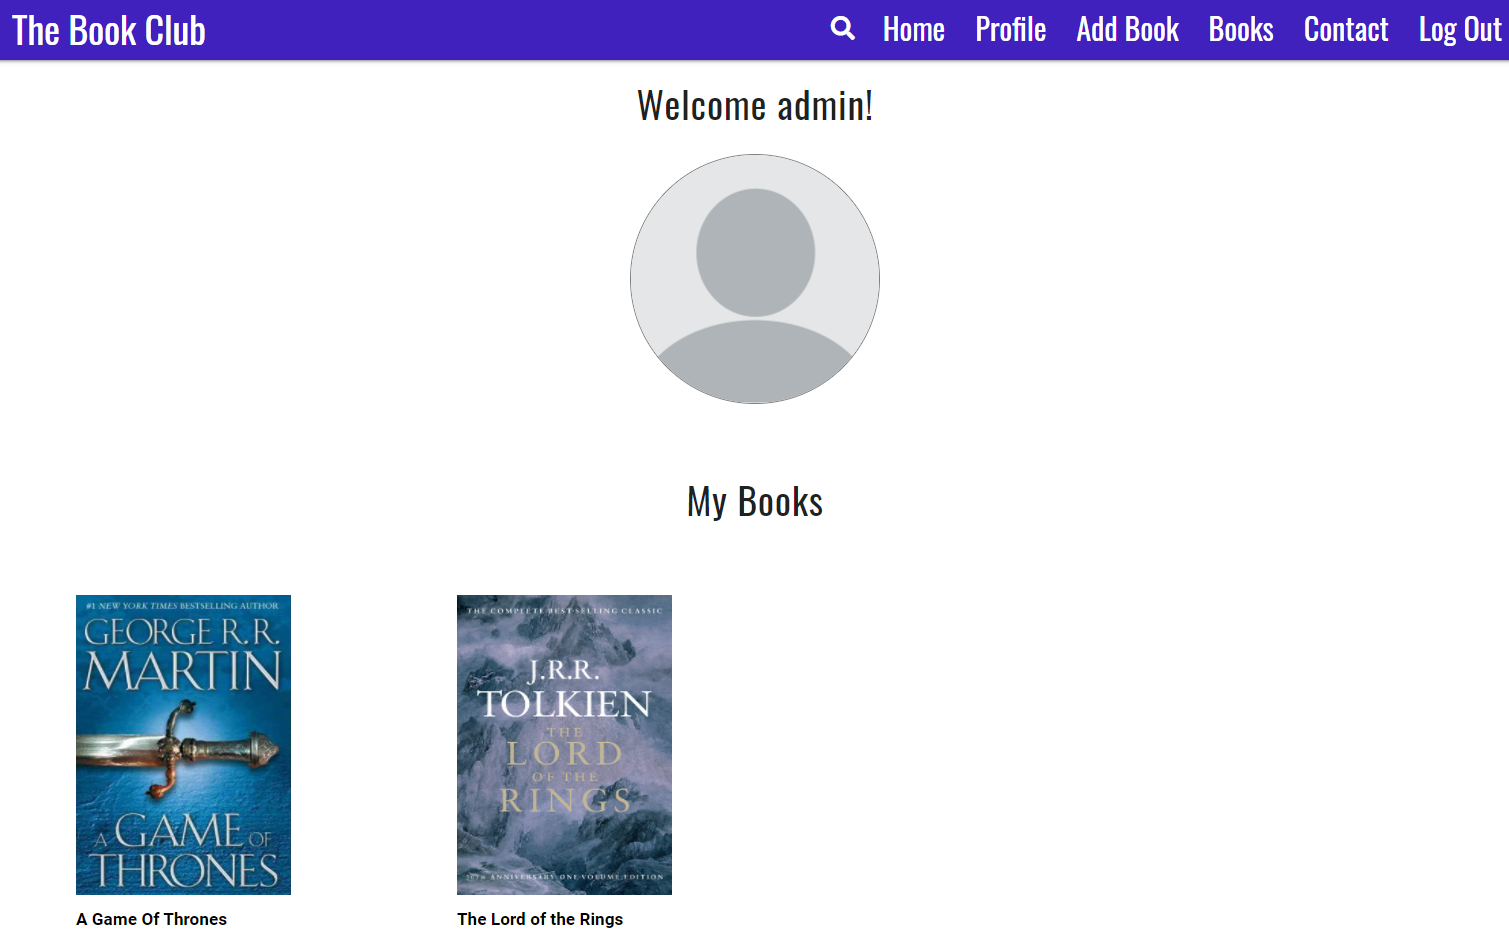 The Book Club
Home Profile Add Book Books Contact Log Out
Welcome admin!
My Books
#1 NEW YORK TIMES BESTSELLING AUTHOR
GEORGE R.R.
MARTIN
A GAME OF
THRONES
A Game Of Thrones
THE COMPLETE BEST-SELLING CLASSIC
J.R.R.
TOLKIEN
THE
LORD
OF THE
RINGS
ANNIVERSARY ONE-VOLUME EDITION
The Lord of the Rings